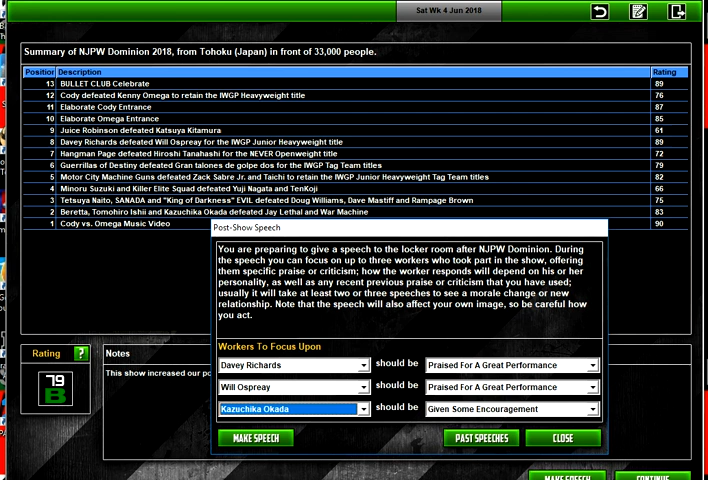 Sat Wk 4 Jun 2018
Summary of NJPW Dominion 2018, from Tohoku (Japan) in front of 33,000 people.
Position Description Rating
13 BULLET CLUB Celebrate 89
12 Cody defeated Kenny Omega to retain the IWGP Heavyweight title 76
11 Elaborate Cody Entrance 87
10 Elaborate Omega Entrance 85
9 Juice Robinson defeated Katsuya Kitamura 61
8 Davey Richards defeated Will Ospreay for the IWGP Junior Heavyweight title 89
7 Hangman Page defeated Hiroshi Tanahashi for the NEVER Openweight title 72
6 Guerrillas of Destiny defeated Gran talones de golpe dos for the IWGP Tag Team titles 79
5 Motor City Machine Guns defeated Zack Sabre Jr. and Taichi to retain the IWGP Junior Heavyweight Tag Team titles 82
4 Minoru Suzuki and Killer Elite Squad defeated Yuji Nagata and TenKoji 66
3 Tetsuya Naito, SANADA and "King of Darkness" EVIL defeated Doug Williams, Dave Mastiff and Rampage Brown 75
2 Beretta, Tomohiro Ishii and Kazuchika Okada defeated Jay Lethal and War Machine 83
1 Cody vs. Omega Music Video 90
Post-Show Speech
You are preparing to give a speech to the locker room after NJPW Dominion. During
the speech you can focus on up to three workers who took part in the show, offering
them specific praise or criticism; how the worker responds will depend on his or her
personality, as well as any recent previous praise or criticism that you have used;
usually it will take at least two or three speeches to see a morale change or new
relationship. Note that the speech will also affect your own image, so be careful how
you act.
Workers To Focus Upon
Davey Richards should be Praised For A Great Performance
Will Ospreay should be Praised For A Great Performance
Kazuchika Okada should be Given Some Encouragement
MAKE SPEECH PAST SPEECHES CLOSE
Rating ?
79
B
Notes
This show increased our po
MAKE SPEECH CONTINUE